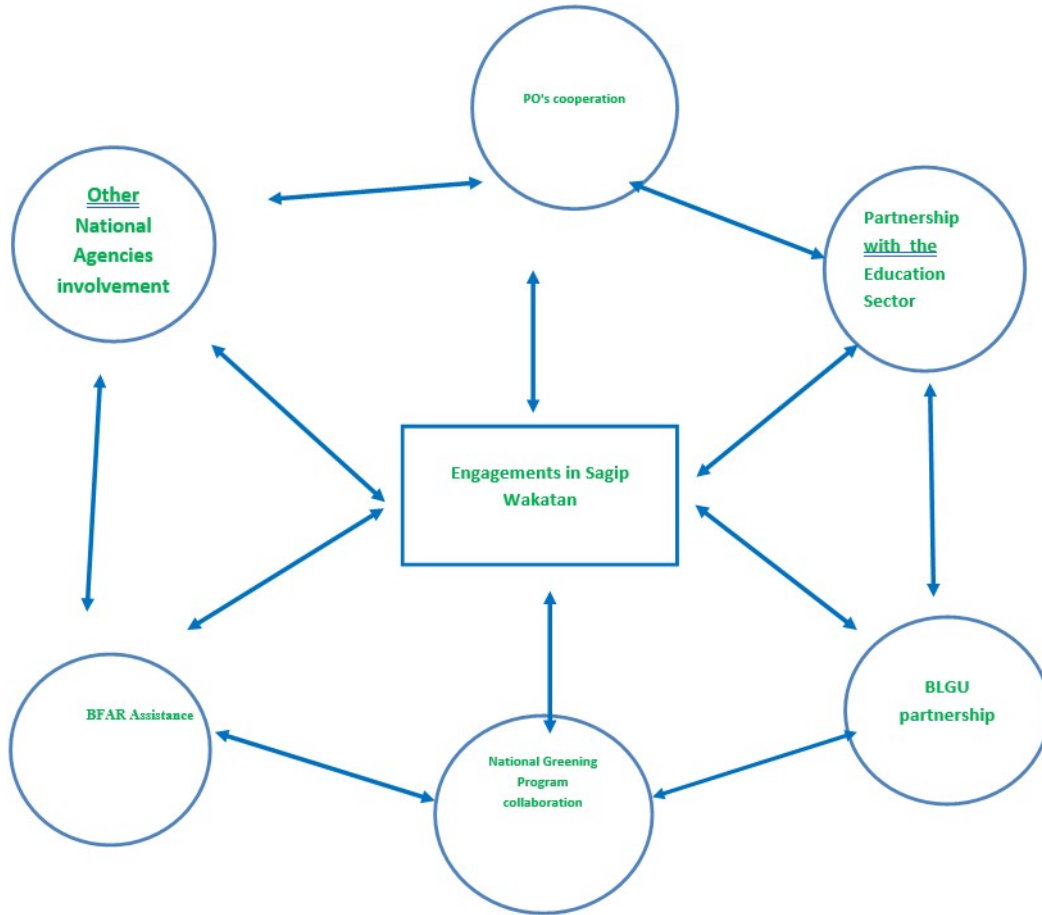 PO's cooperation
Other
National
Agencies
involvement
Partnership
with the
Education
Sector
Engagements in Sagip
Wakatan
BFAR Assistance
National Greening
Program
collaboration
BLGU
partnership